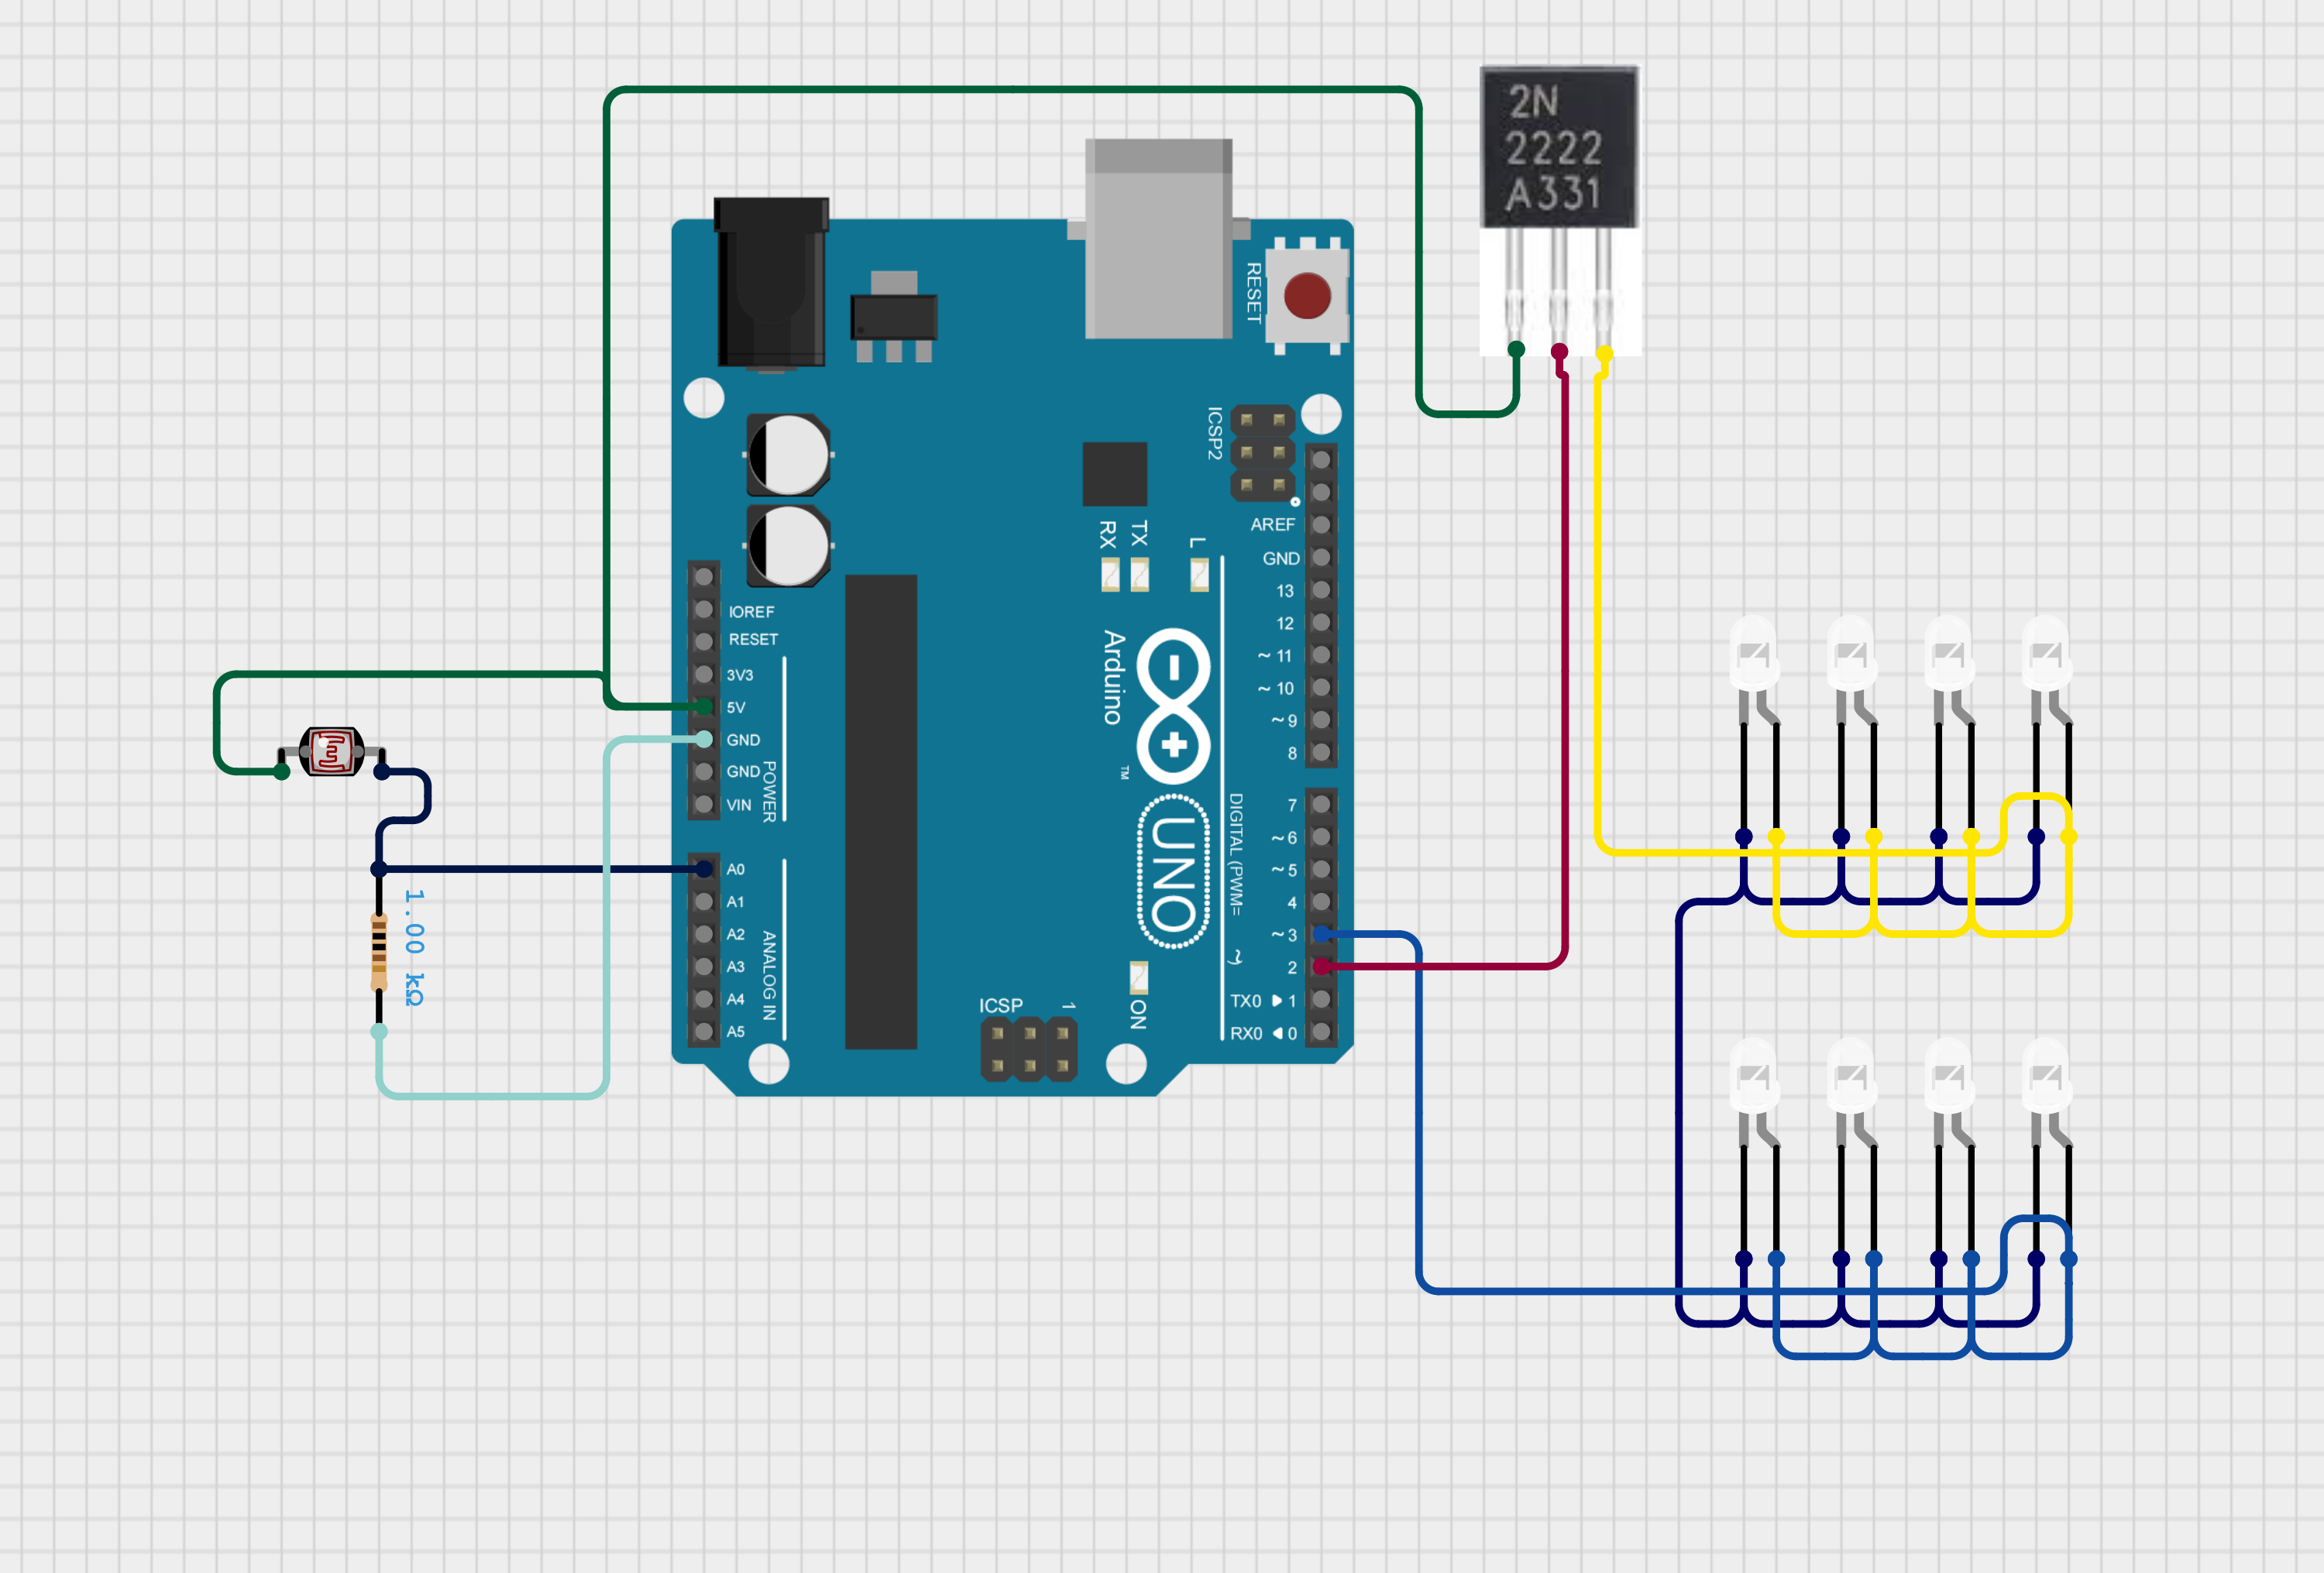 2N
2222
A331
RESET
ICSP2
AREF
GND
13
12
~ 11
~ 10
~ 9
8
7
~ 6
~ 5
4
~ 3
2
TX0 ▶ 1
RX0 ◀ 0
RX
TX
L
IOREF
RESET
3V3
5V
GND
GND
VIN
POWER
A0
A1
A2
A3
A4
A5
ANALOG IN
Arduino
TM
UNO
DIGITAL (PWM= ~)
ON
ICSP
1
1.00 kΩ